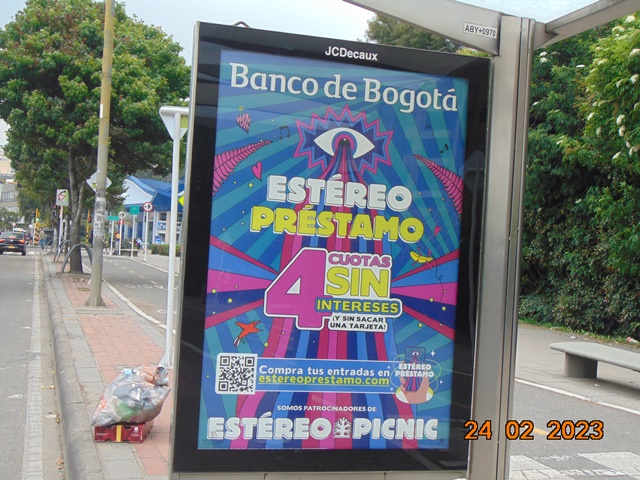 ABY+0970
JCDecaux
Banco de Bogotá
ESTÉREO
PRÉSTAMO
4 CUOTAS
SIN
INTERESES
¡Y SIN SACAR
UNA TARJETA!
Compra tus entradas en
estereoprestamo.com
ESTÉREO
PRÉSTAMO
SOMOS PATROCINADORES DE
ESTÉREO PICNIC
24 02 2023